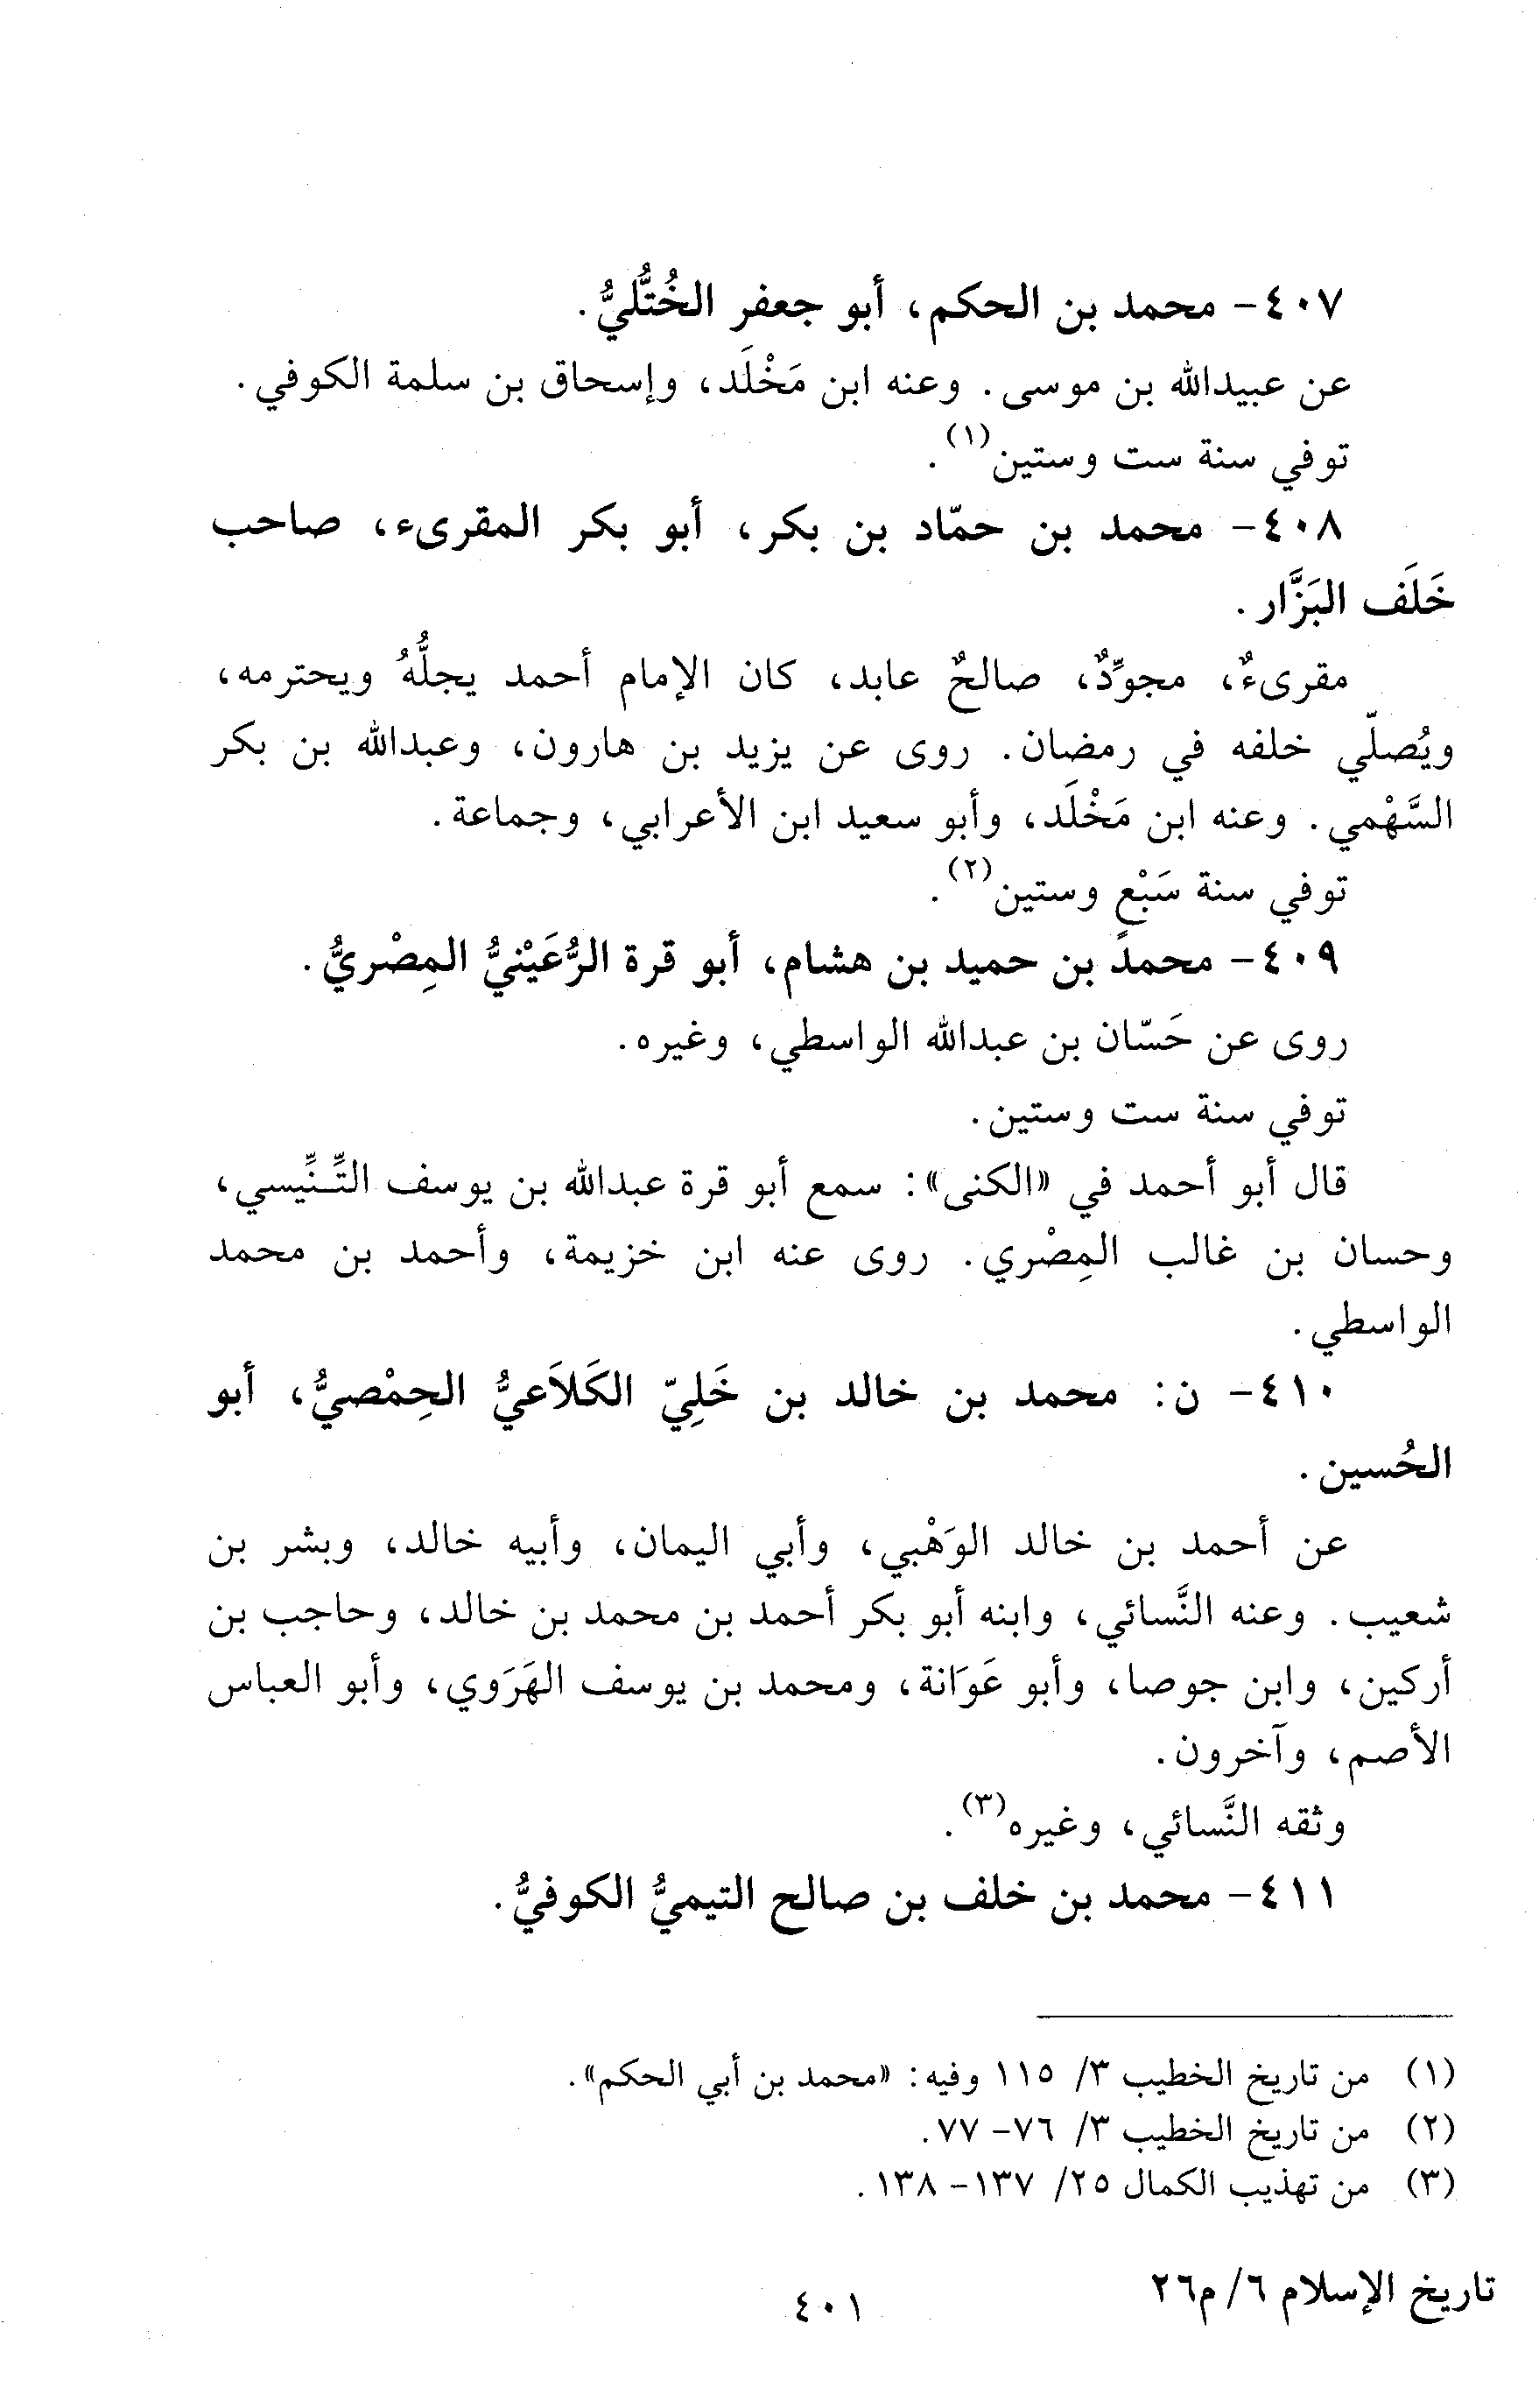 ٤٠٧- محمد بن الحكم، أبو جعفر الخُتُّليُّ.
عن عبيدالله بن موسى. وعنه ابن مَخْلَد، وإسحاق بن سلمة الكوفي.
توفي سنة ست وستين(١).
٤٠٨- محمد بن حمّاد بن بكر، أبو بكر المقرىء، صاحب
خَلَف البَزَّار.
مقرىءٌ، مجوِّدٌ، صالحٌ عابد، كان الإمام أحمد يجلُّهُ ويحترمه،
ويُصلّي خلفه في رمضان. روى عن يزيد بن هارون، وعبدالله بن بكر
السَّهْمي. وعنه ابن مَخْلَد، وأبو سعيد ابن الأعرابي، وجماعة.
توفي سنة سَبْع وستين(٢).
٤٠٩- محمد بن حميد بن هشام، أبو قرة الرُّعَيْنيُّ المِصْريُّ.
روى عن حَسّان بن عبدالله الواسطي، وغيره.
توفي سنة ست وستين.
قال أبو أحمد في «الكنى»: سمع أبو قرة عبدالله بن يوسف التِّنِّيسي،
وحسان بن غالب المِصْري. روى عنه ابن خزيمة، وأحمد بن محمد
الواسطي.
٤١٠- ن: محمد بن خالد بن خَلِيّ الكَلاَعيُّ الحِمْصيُّ، أبو
الحُسين.
عن أحمد بن خالد الوَهْبي، وأبي اليمان، وأبيه خالد، وبشر بن
شعيب. وعنه النَّسائي، وابنه أبو بكر أحمد بن محمد بن خالد، وحاجب بن
أركين، وابن جوصا، وأبو عَوَانة، ومحمد بن يوسف الهَرَوي، وأبو العباس
الأصم، وآخرون.
وثقه النَّسائي، وغيره(٣).
٤١١- محمد بن خلف بن صالح التيميُّ الكوفيُّ.
(١) من تاريخ الخطيب ٣/ ١١٥ وفيه: «محمد بن أبي الحكم».
(٢) من تاريخ الخطيب ٣/ ٧٦- ٧٧.
(٣) من تهذيب الكمال ٢٥/ ١٣٧- ١٣٨.
تاريخ الإسلام ٦/ م٢٦
٤٠١